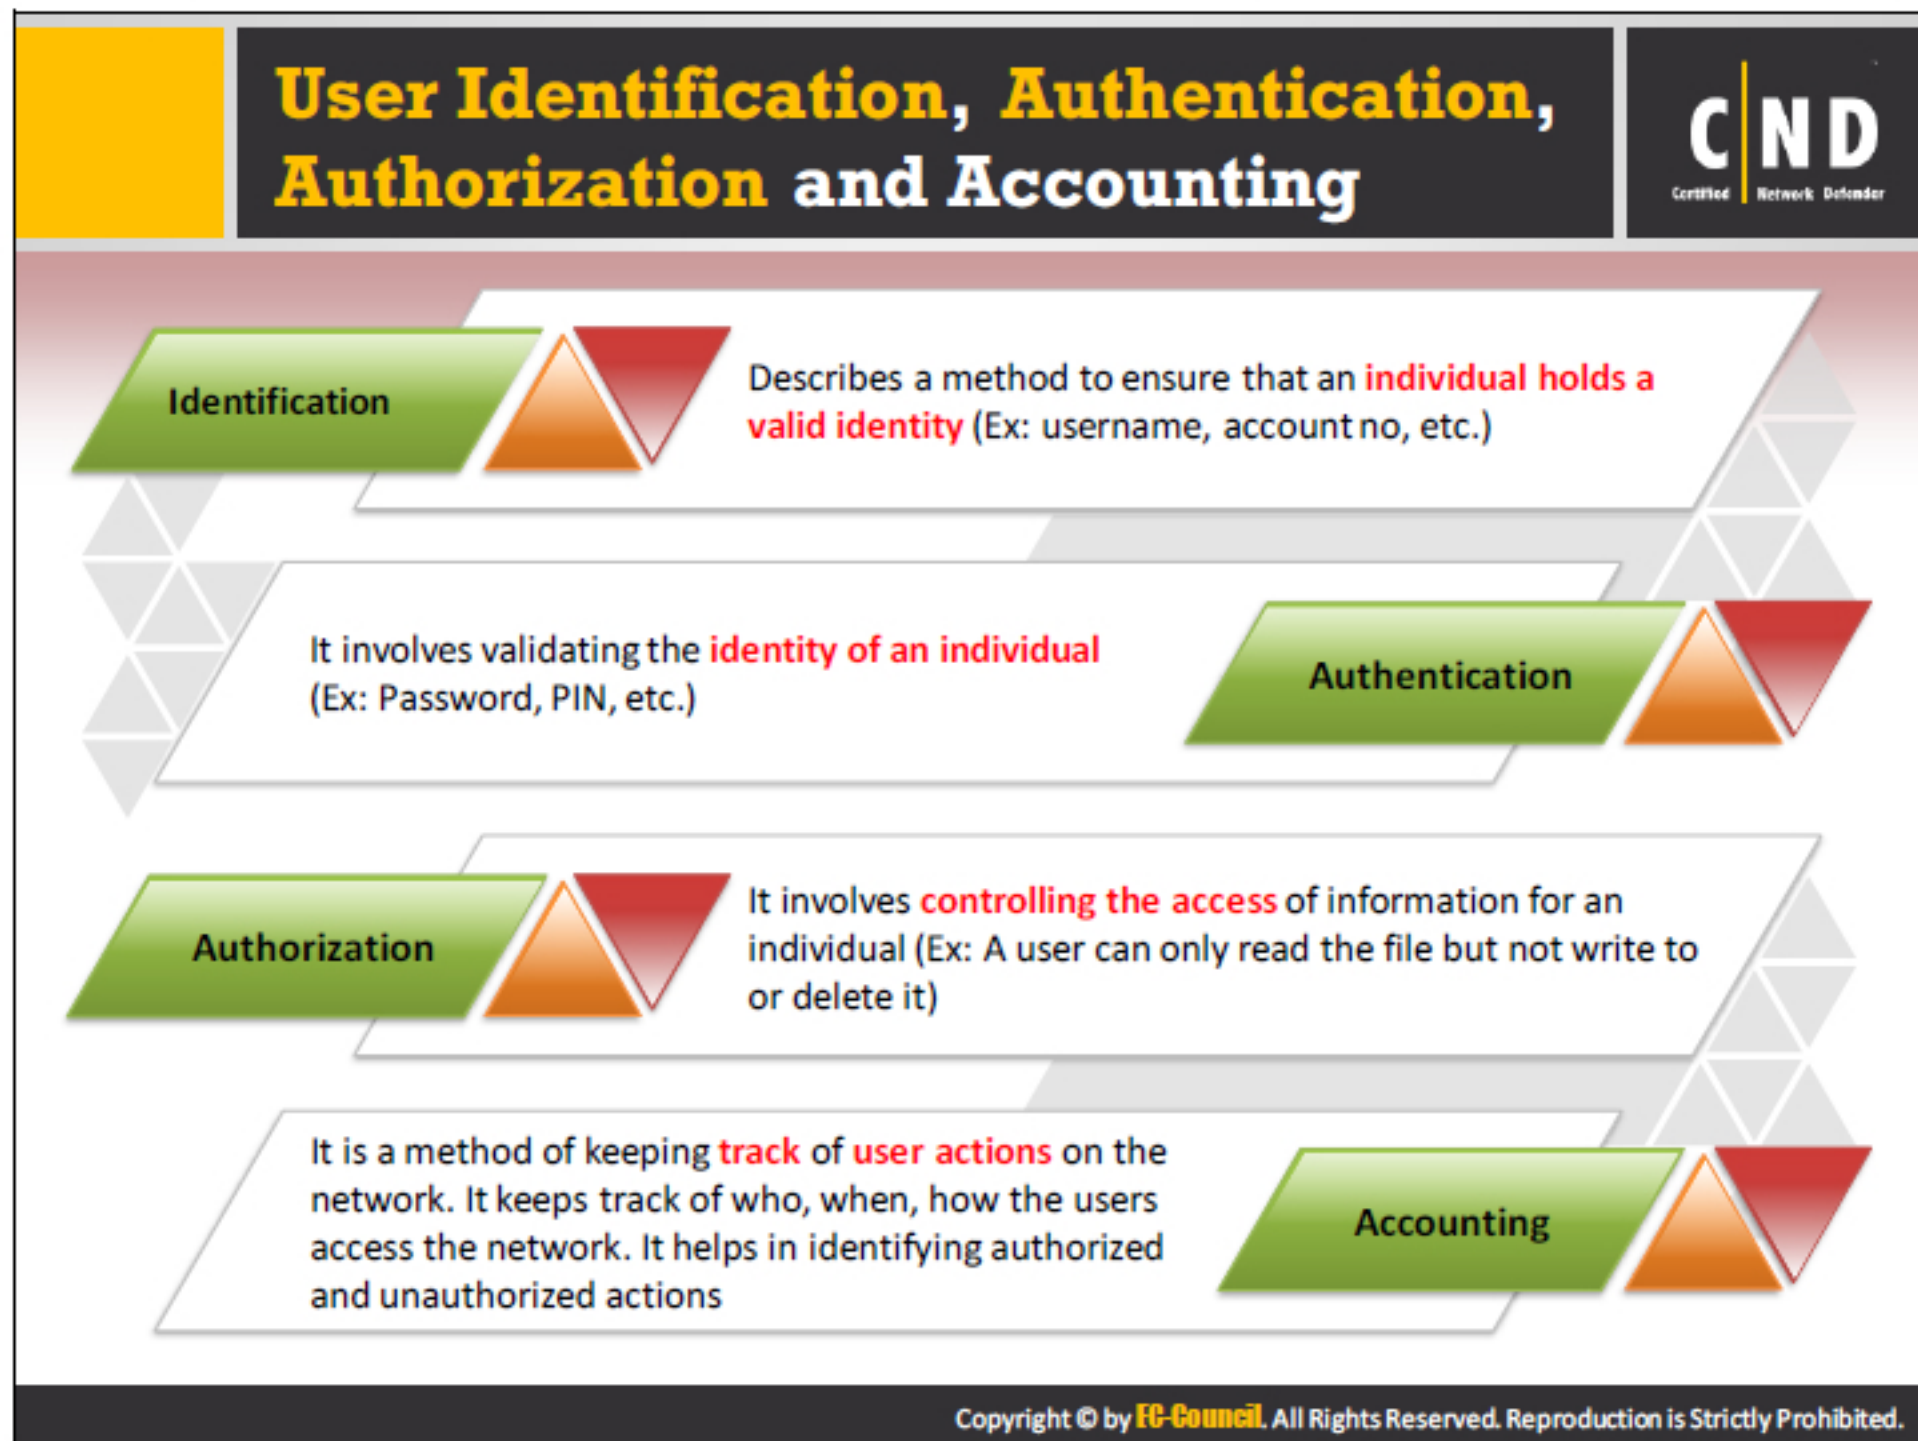 User Identification, Authentication,
Authorization and Accounting
C|ND
Certified Network Defender
Identification
Describes a method to ensure that an individual holds a
valid identity (Ex: username, account no, etc.)
It involves validating the identity of an individual
(Ex: Password, PIN, etc.)
Authentication
Authorization
It involves controlling the access of information for an
individual (Ex: A user can only read the file but not write to
or delete it)
It is a method of keeping track of user actions on the
network. It keeps track of who, when, how the users
access the network. It helps in identifying authorized
and unauthorized actions
Accounting
Copyright © by EC-Council. All Rights Reserved. Reproduction is Strictly Prohibited.